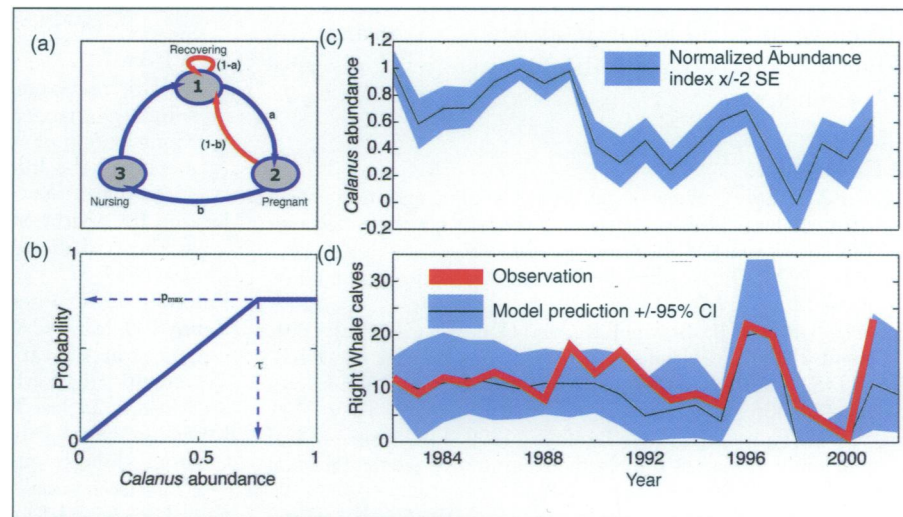 (a)
Recovering
(1-a)
1
a
(1-b)
3
2
Nursing
Pregnant
b
(b)
1
Pmax
τ
Probability
0
0 0.5 1
Calanus abundance
(c)
1.2
1
0.8
0.6
0.4
0.2
0
-0.2
Calanus abundance
Normalized Abundance
index x/-2 SE
(d)
30
20
10
0
Right Whale calves
Observation
Model prediction +/-95% CI
1984 1988 1992 1996 2000
Year